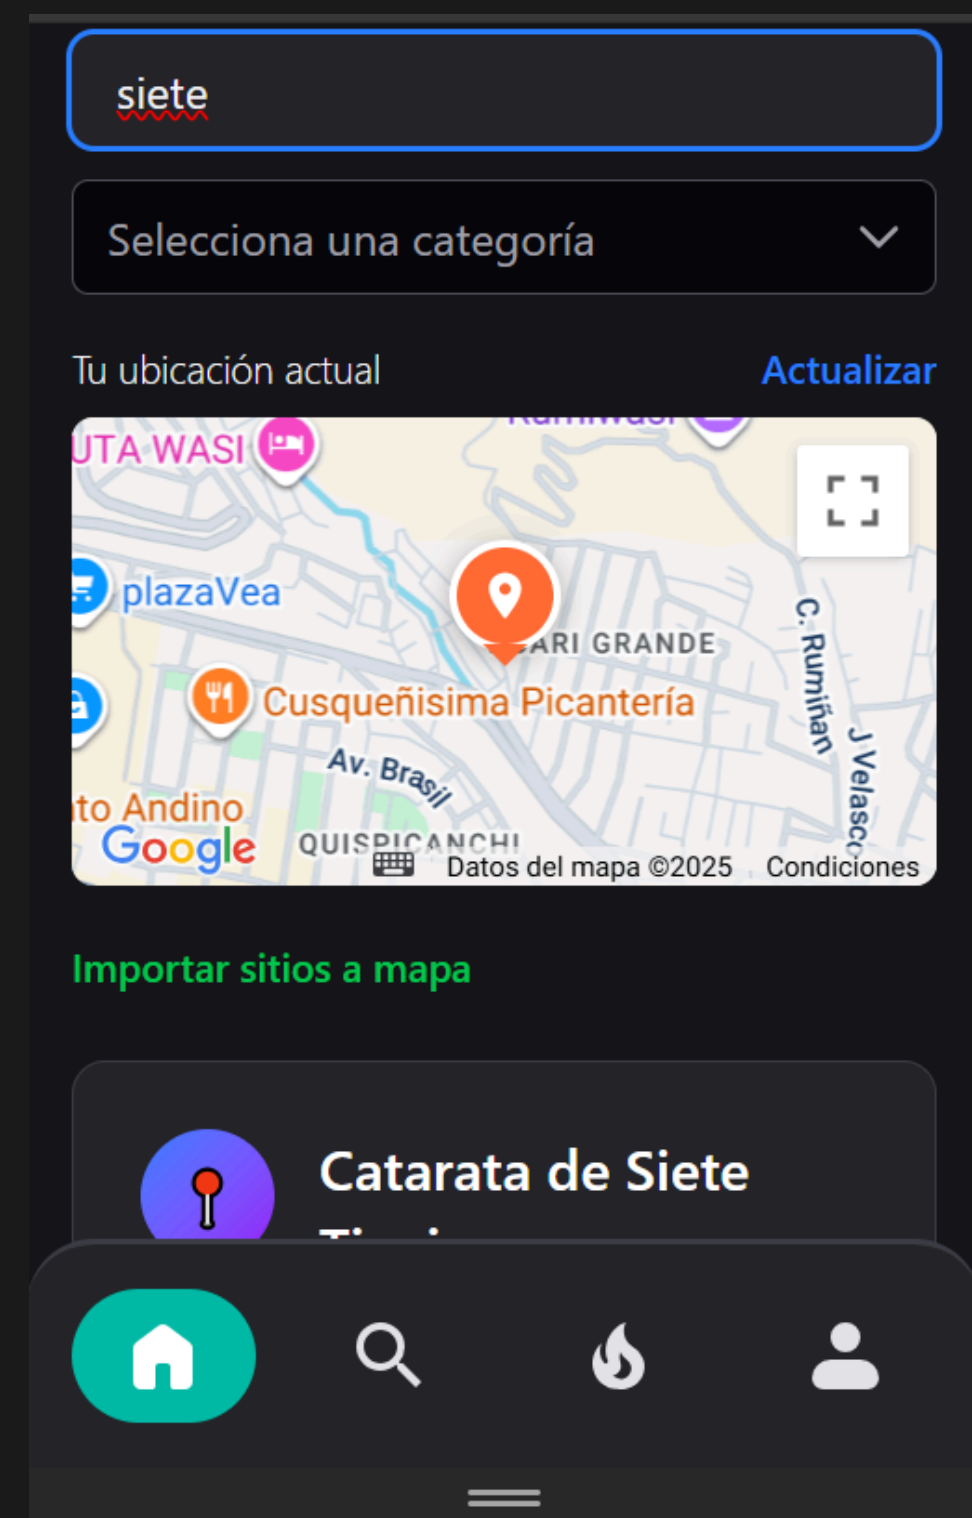 siete
Selecciona una categoría
Tu ubicación actual
Actualizar
UTA WASI
plazaVea
ARI GRANDE
C. Rumiñan
Cusqueñisima Picantería
J Velasco
Av. Brasil
to Andino
Google
QUISPICANCHI
Datos del mapa ©2025
Condiciones
Importar sitios a mapa
Catarata de Siete